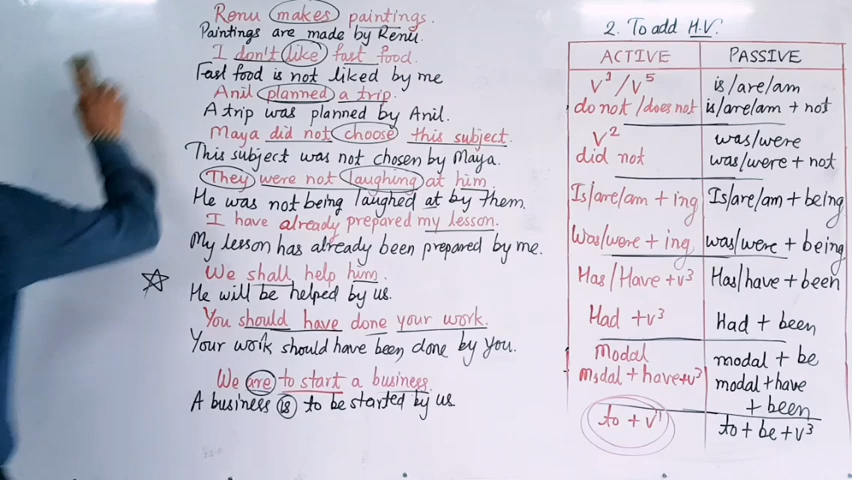 Renu makes paintings.
Paintings are made by Renu.
I don't like fast food.
Fast food is not liked by me
Anil planned a trip.
A trip was planned by Anil.
Maya did not choose this subject.
This subject was not chosen by Maya.
They were not laughing at him.
He was not being laughed at by them.
I have already prepared my lesson.
My lesson has already been prepared by me.
We shall help him.
He will be helped by us.
You should have done your work.
Your work should have been done by you.
We are to start a business.
A business is to be started by us
2. To add H.V.
ACTIVE PASSIVE
V¹/V⁵ is/are/am
do not/does not is/are/am + not
V² was/were
did not was/were + not
Is/are/am + ing Is/are/am + being
Was/were + ing was/were + being
Has/Have +V³ Has/have + been
Had +V³ Had + been
Modal modal + be
modal + have+V³ modal + have
+ been
to + V¹ to + be + V³